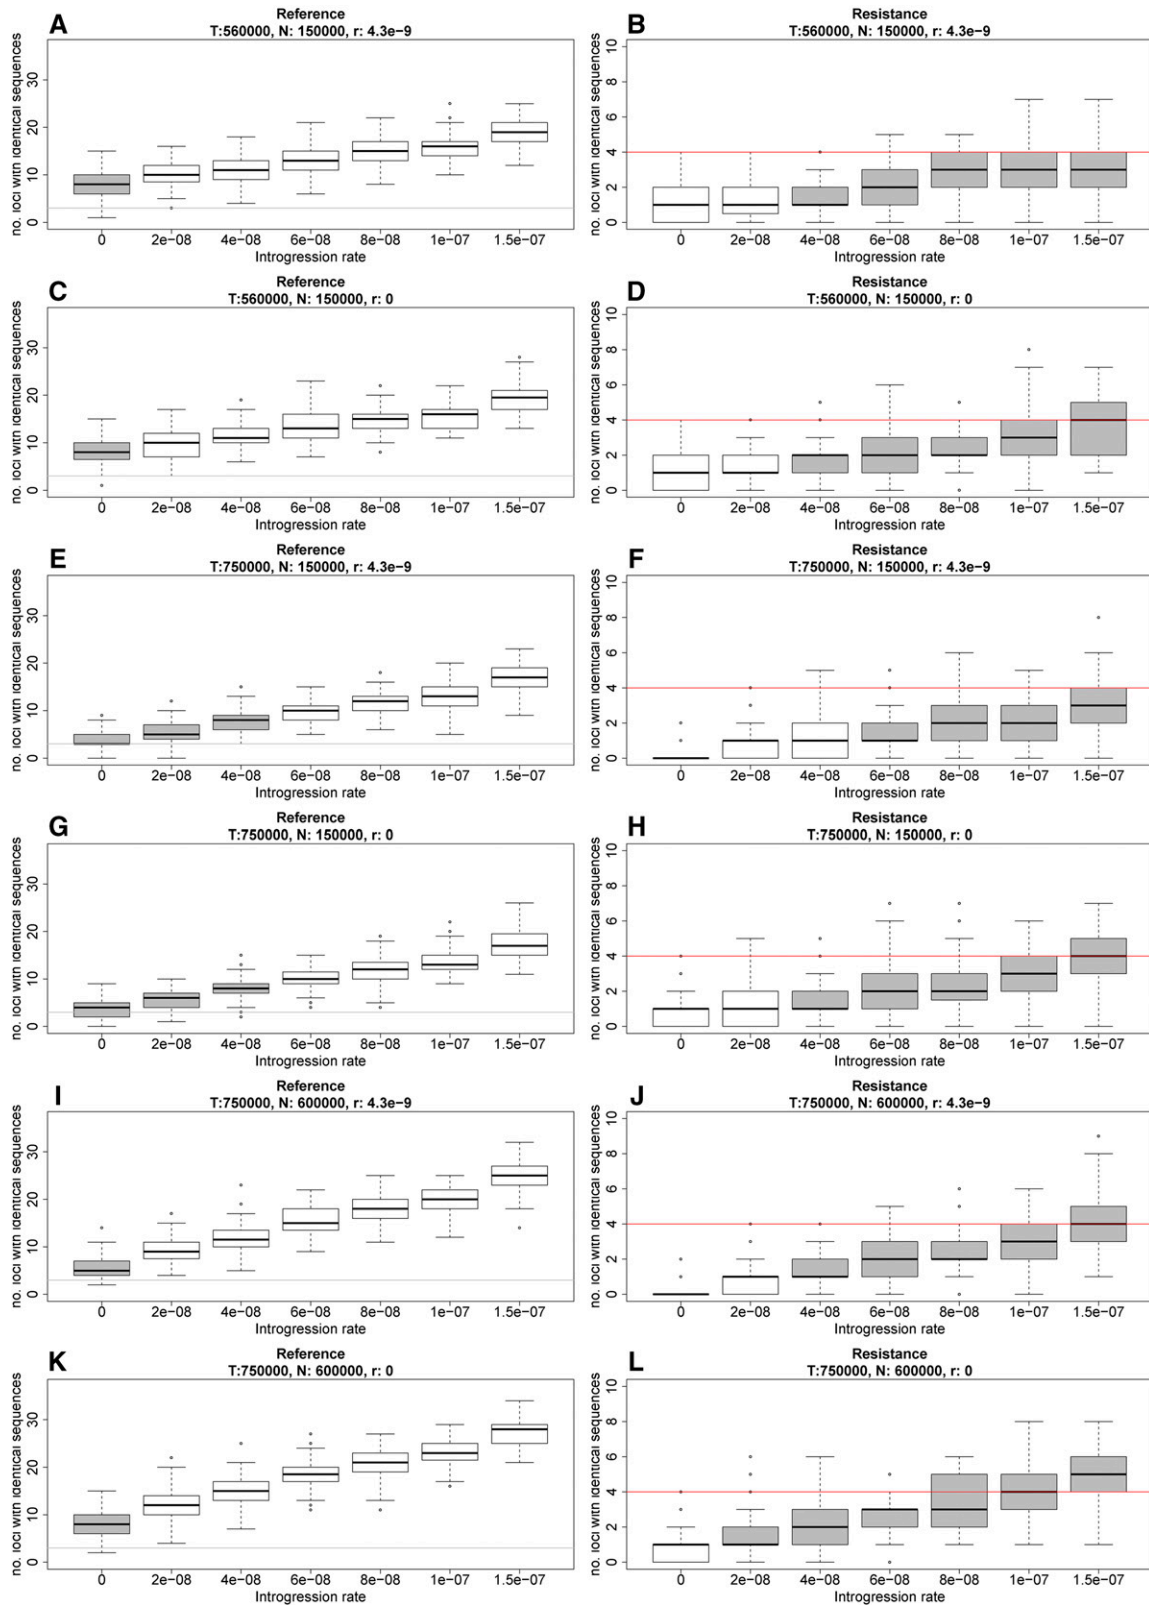 A
Reference
T:560000, N: 150000, r: 4.3e−9
no. loci with identical sequences
0 10 20 30
0 2e−08 4e−08 6e−08 8e−08 1e−07 1.5e−07
Introgression rate
B
Resistance
T:560000, N: 150000, r: 4.3e−9
no. loci with identical sequences
0 2 4 6 8 10
0 2e−08 4e−08 6e−08 8e−08 1e−07 1.5e−07
Introgression rate
C
Reference
T:560000, N: 150000, r: 0
no. loci with identical sequences
0 10 20 30
0 2e−08 4e−08 6e−08 8e−08 1e−07 1.5e−07
Introgression rate
D
Resistance
T:560000, N: 150000, r: 0
no. loci with identical sequences
0 2 4 6 8 10
0 2e−08 4e−08 6e−08 8e−08 1e−07 1.5e−07
Introgression rate
E
Reference
T:750000, N: 150000, r: 4.3e−9
no. loci with identical sequences
0 10 20 30
0 2e−08 4e−08 6e−08 8e−08 1e−07 1.5e−07
Introgression rate
F
Resistance
T:750000, N: 150000, r: 4.3e−9
no. loci with identical sequences
0 2 4 6 8 10
0 2e−08 4e−08 6e−08 8e−08 1e−07 1.5e−07
Introgression rate
G
Reference
T:750000, N: 150000, r: 0
no. loci with identical sequences
0 10 20 30
0 2e−08 4e−08 6e−08 8e−08 1e−07 1.5e−07
Introgression rate
H
Resistance
T:750000, N: 150000, r: 0
no. loci with identical sequences
0 2 4 6 8 10
0 2e−08 4e−08 6e−08 8e−08 1e−07 1.5e−07
Introgression rate
I
Reference
T:750000, N: 600000, r: 4.3e−9
no. loci with identical sequences
0 10 20 30
0 2e−08 4e−08 6e−08 8e−08 1e−07 1.5e−07
Introgression rate
J
Resistance
T:750000, N: 600000, r: 4.3e−9
no. loci with identical sequences
0 2 4 6 8 10
0 2e−08 4e−08 6e−08 8e−08 1e−07 1.5e−07
Introgression rate
K
Reference
T:750000, N: 600000, r: 0
no. loci with identical sequences
0 10 20 30
0 2e−08 4e−08 6e−08 8e−08 1e−07 1.5e−07
Introgression rate
L
Resistance
T:750000, N: 600000, r: 0
no. loci with identical sequences
0 2 4 6 8 10
0 2e−08 4e−08 6e−08 8e−08 1e−07 1.5e−07
Introgression rate